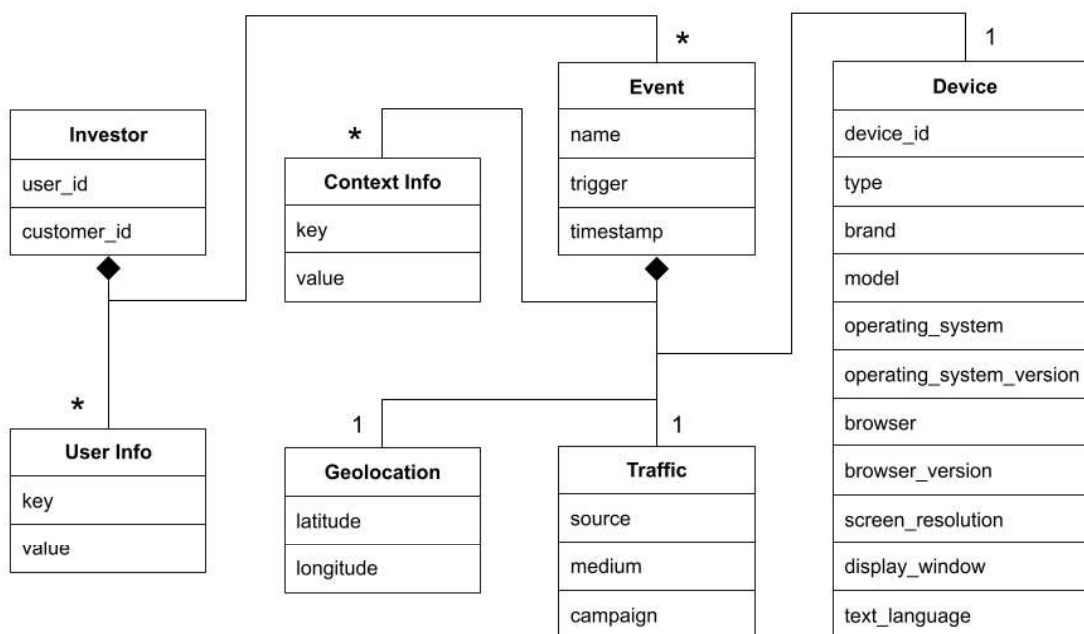 Investor
user_id
customer_id
*
User Info
key
value
*
Context Info
key
value
*
Event
name
trigger
timestamp
1
Geolocation
latitude
longitude
1
Traffic
source
medium
campaign
1
Device
device_id
type
brand
model
operating_system
operating_system_version
browser
browser_version
screen_resolution
display_window
text_language